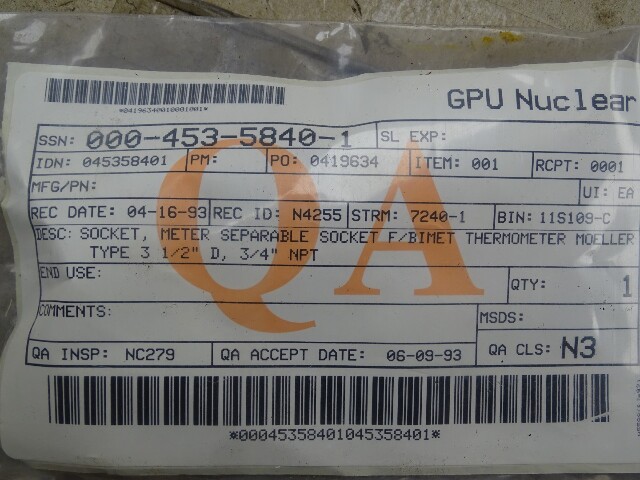 *0419634001000 1001*
GPU Nuclear
SSN: 000-453-5840-1 SL EXP:
IDN: 045358401 PM: PO: 0419634 ITEM: 001 RCPT: 0001
MFG/PN: UI: EA
REC DATE: 04-16-93 REC ID: N4255 STRM: 7240-1 BIN: 11S109-C
DESC: SOCKET, METER SEPARABLE SOCKET F/BIMET THERMOMETER MOELLER
TYPE 3 1/2" D, 3/4" NPT
END USE: QTY: 1
COMMENTS: MSDS:
QA INSP: NC279 QA ACCEPT DATE: 06-09-93 QA CLS: N3
QA
*00045358401045358401*